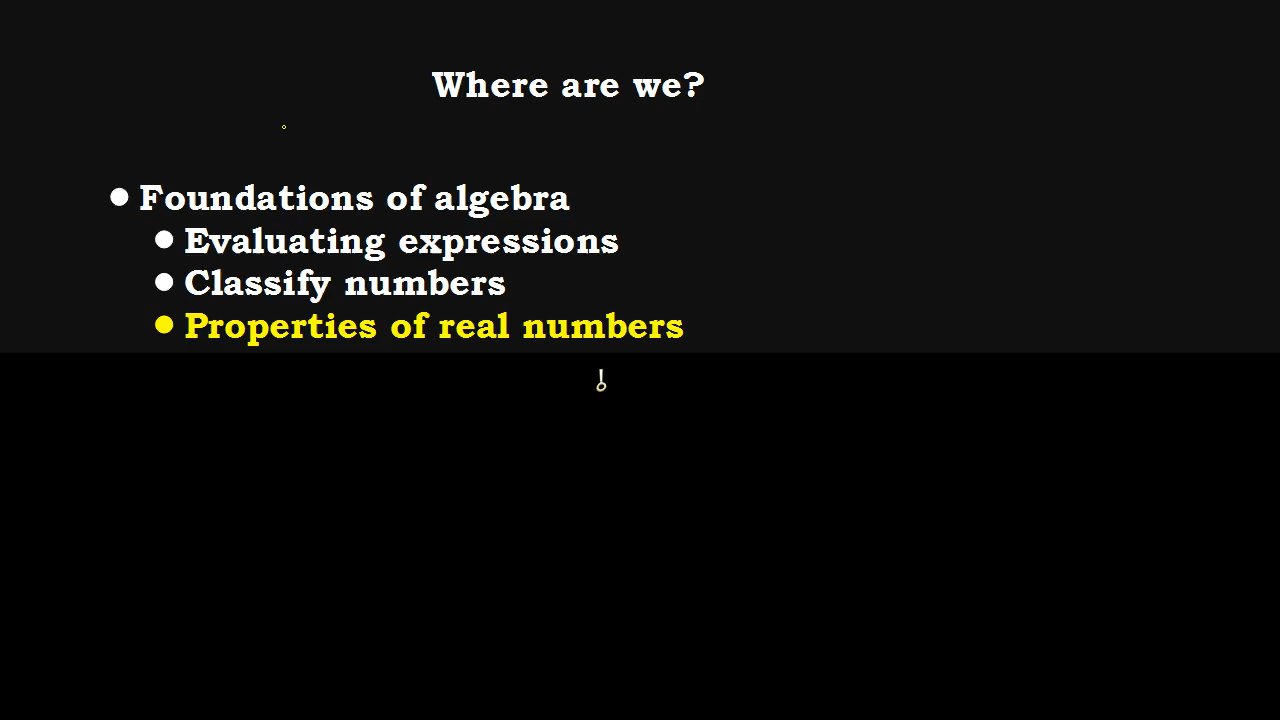 Where are we?
● Foundations of algebra
● Evaluating expressions
● Classify numbers
● Properties of real numbers